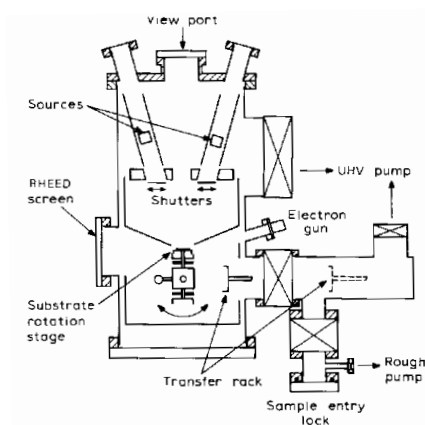 View port
Sources
UHV pump
RHEED
screen
Shutters
Electron
gun
Substrate
rotation
stage
Transfer rack
Rough
pump
Sample entry
lock